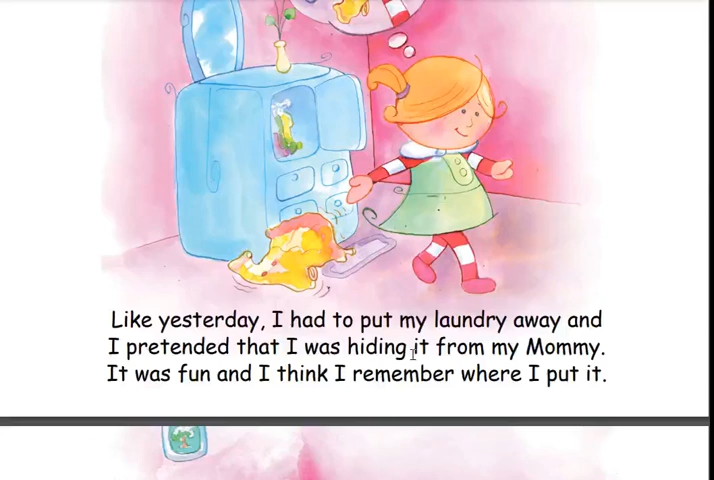 Like yesterday, I had to put my laundry away and
I pretended that I was hiding it from my Mommy.
It was fun and I think I remember where I put it.